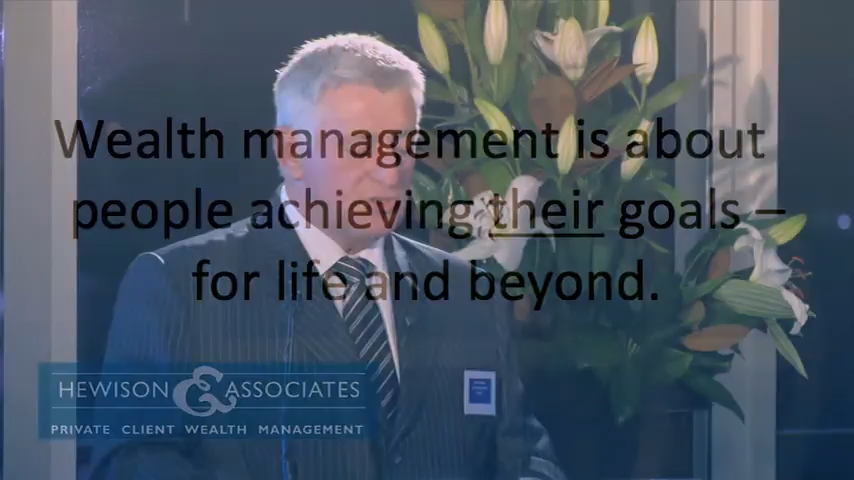 Wealth management is about
people achieving their goals –
for life and beyond.
HEWISON & ASSOCIATES
PRIVATE CLIENT WEALTH MANAGEMENT